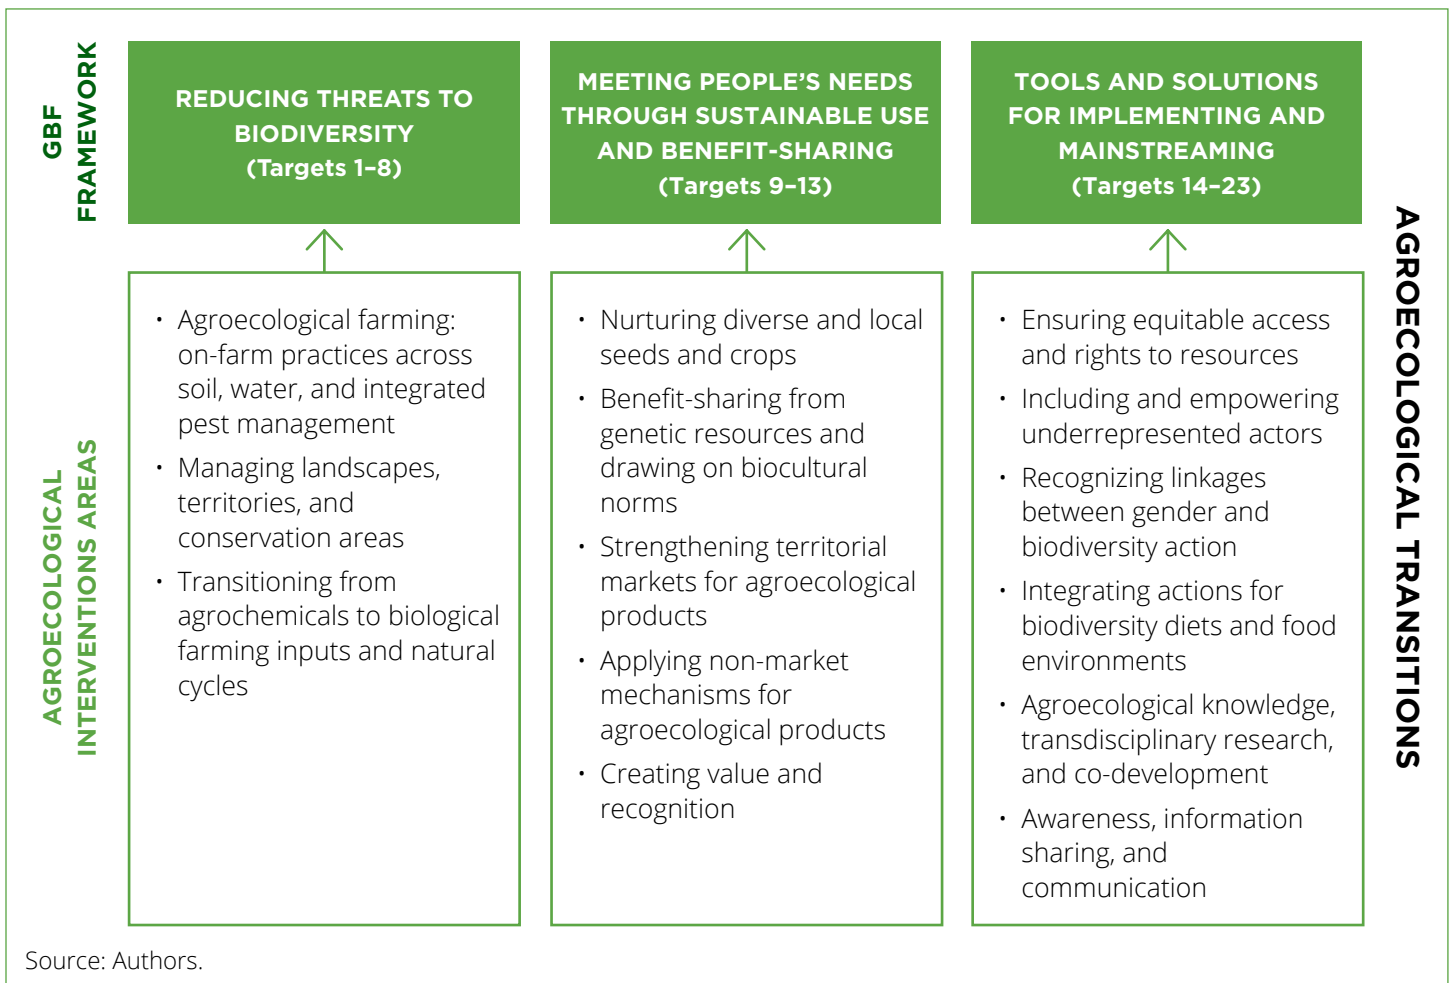 GBF
FRAMEWORK
REDUCING THREATS TO
BIODIVERSITY
(Targets 1–8)
MEETING PEOPLE’S NEEDS
THROUGH SUSTAINABLE USE
AND BENEFIT-SHARING
(Targets 9–13)
TOOLS AND SOLUTIONS
FOR IMPLEMENTING AND
MAINSTREAMING
(Targets 14–23)
AGROECOLOGICAL
INTERVENTIONS AREAS
• Agroecological farming:
on-farm practices across
soil, water, and integrated
pest management
• Managing landscapes,
territories, and
conservation areas
• Transitioning from
agrochemicals to biological
farming inputs and natural
cycles
• Nurturing diverse and local
seeds and crops
• Benefit-sharing from
genetic resources and
drawing on biocultural
norms
• Strengthening territorial
markets for agroecological
products
• Applying non-market
mechanisms for
agroecological products
• Creating value and
recognition
• Ensuring equitable access
and rights to resources
• Including and empowering
underrepresented actors
• Recognizing linkages
between gender and
biodiversity action
• Integrating actions for
biodiversity diets and food
environments
• Agroecological knowledge,
transdisciplinary research,
and co-development
• Awareness, information
sharing, and
communication
AGROECOLOGICAL TRANSITIONS
Source: Authors.